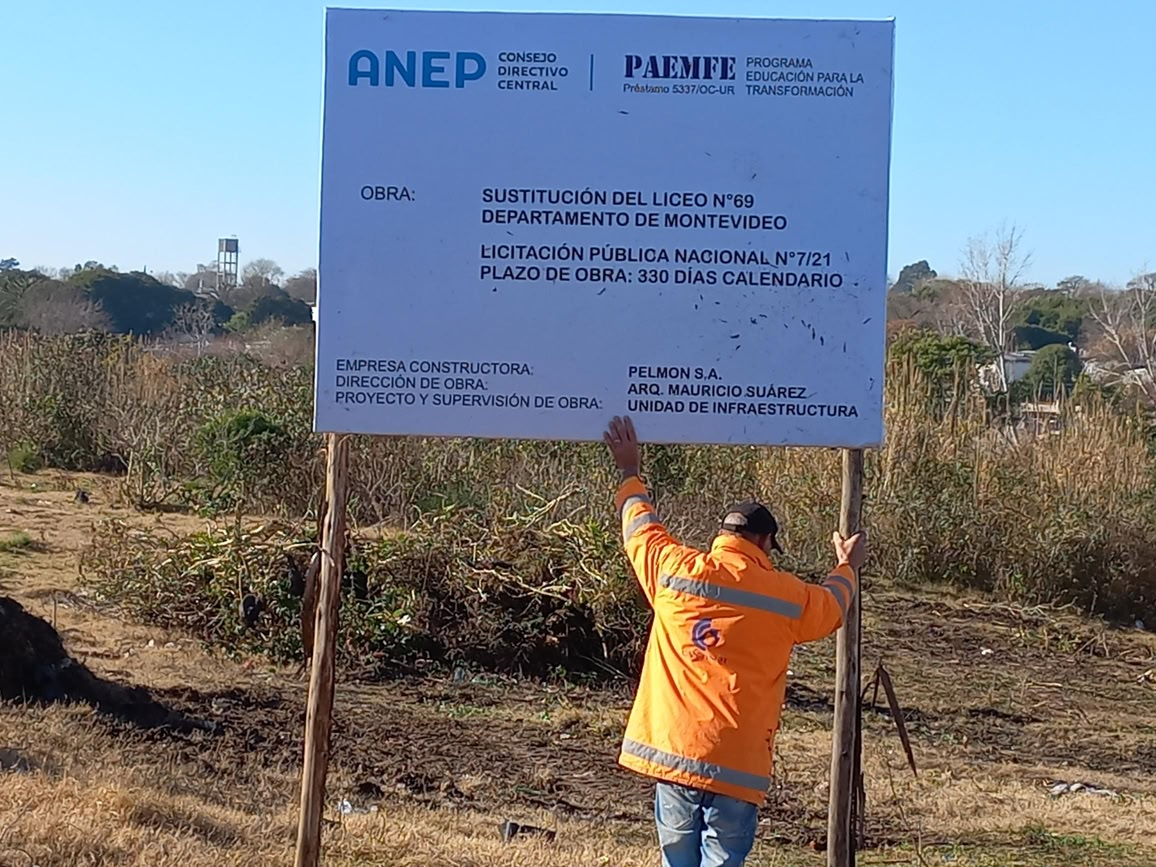 ANEP
CONSEJO
DIRECTIVO
CENTRAL
PAEMFE
Préstamo 5337/OC-UR
PROGRAMA
EDUCACIÓN PARA LA
TRANSFORMACIÓN
OBRA:
SUSTITUCIÓN DEL LICEO N°69
DEPARTAMENTO DE MONTEVIDEO
LICITACIÓN PÚBLICA NACIONAL N°7/21
PLAZO DE OBRA: 330 DÍAS CALENDARIO
EMPRESA CONSTRUCTORA: PELMON S.A.
DIRECCIÓN DE OBRA: ARQ. MAURICIO SUÁREZ
PROYECTO Y SUPERVISIÓN DE OBRA: UNIDAD DE INFRAESTRUCTURA